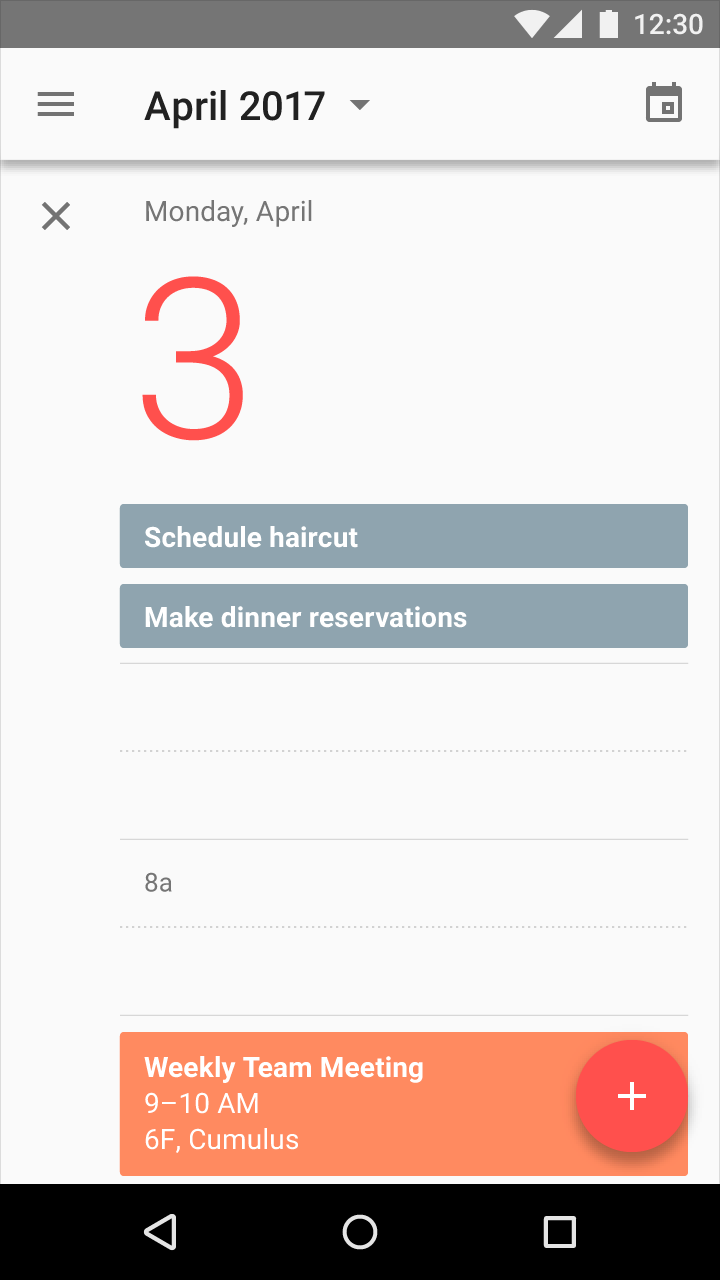 12:30
April 2017
Monday, April
3
Schedule haircut
Make dinner reservations
8a
Weekly Team Meeting
9–10 AM
6F, Cumulus